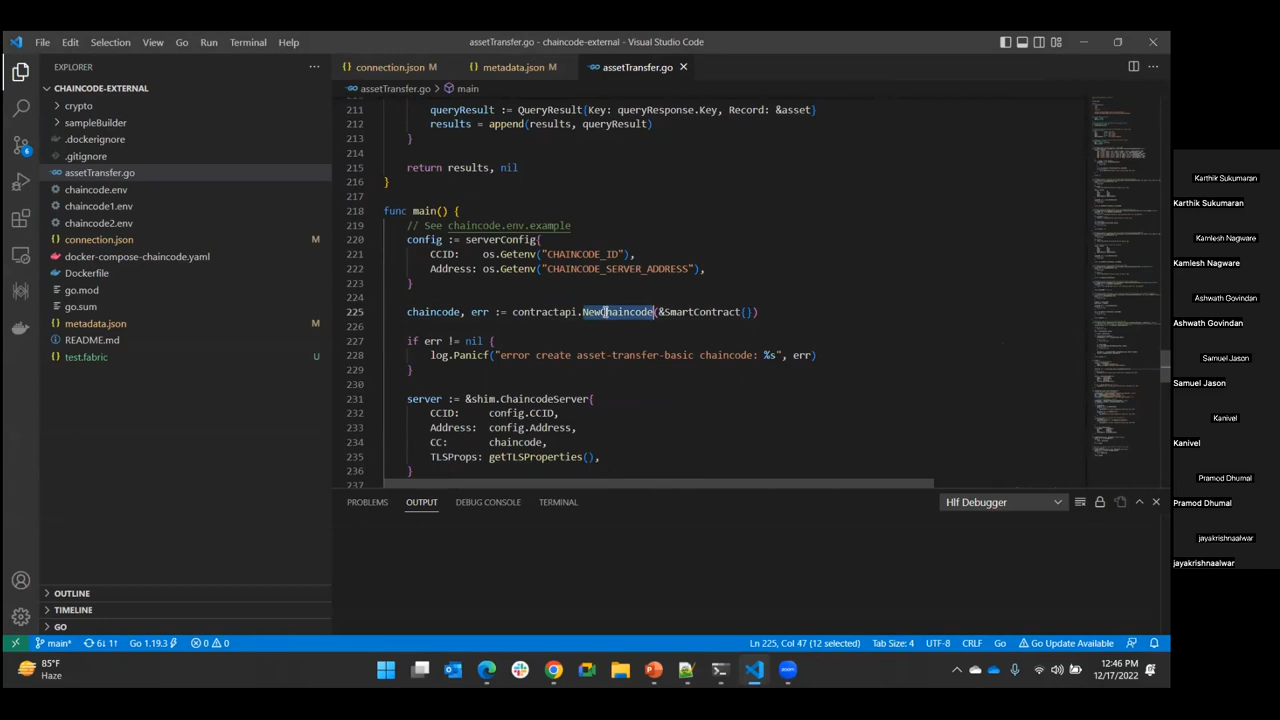 File Edit Selection View Go Run Terminal Help
assetTransfer.go - chaincode-external - Visual Studio Code
EXPLORER
CHAINCODE-EXTERNAL
crypto
sampleBuilder
.dockerignore
.gitignore
assetTransfer.go
chaincode.env
chaincode1.env
chaincode2.env
connection.json M
docker-compose-chaincode.yaml
Dockerfile
go.mod
go.sum
metadata.json M
README.md
test.fabric U
OUTLINE
TIMELINE
GO
connection.json M
metadata.json M
assetTransfer.go
assetTransfer.go > main
211 queryResult := QueryResult{Key: queryResponse.Key, Record: &asset}
212 results = append(results, queryResult)
213 }
214
215 return results, nil
216 }
217
218 func main() {
219 See chaincode.env.example
220 config := serverConfig{
221 CCID: os.Getenv("CHAINCODE_ID"),
222 Address: os.Getenv("CHAINCODE_SERVER_ADDRESS"),
223 }
224
225 chaincode, err := contractapi.NewChaincode(&SmartContract{})
227 err != nil {
228 log.Panicf("error create asset-transfer-basic chaincode: %s", err)
229 }
230
231 server := &shim.ChaincodeServer{
232 CCID: config.CCID,
233 Address: config.Address,
234 CC: chaincode,
235 TLSProps: getTLSProperties(),
236 }
237
PROBLEMS OUTPUT DEBUG CONSOLE TERMINAL
Hlf Debugger
main* 6↓ 1↑ Go 1.19.3 0 0
Ln 225, Col 47 (12 selected) Tab Size: 4 UTF-8 CRLF Go Go Update Available
85°F
Haze
12:46 PM
12/17/2022
Karthik Sukumaran
Karthik Sukumaran
Kamlesh Nagware
Kamlesh Nagware
Ashwath Govindan
Ashwath Govindan
Samuel Jason
Samuel Jason
Kanivel
Kanivel
Pramod Dhumal
Pramod Dhumal
jayakrishnaalwar
jayakrishnaalwar